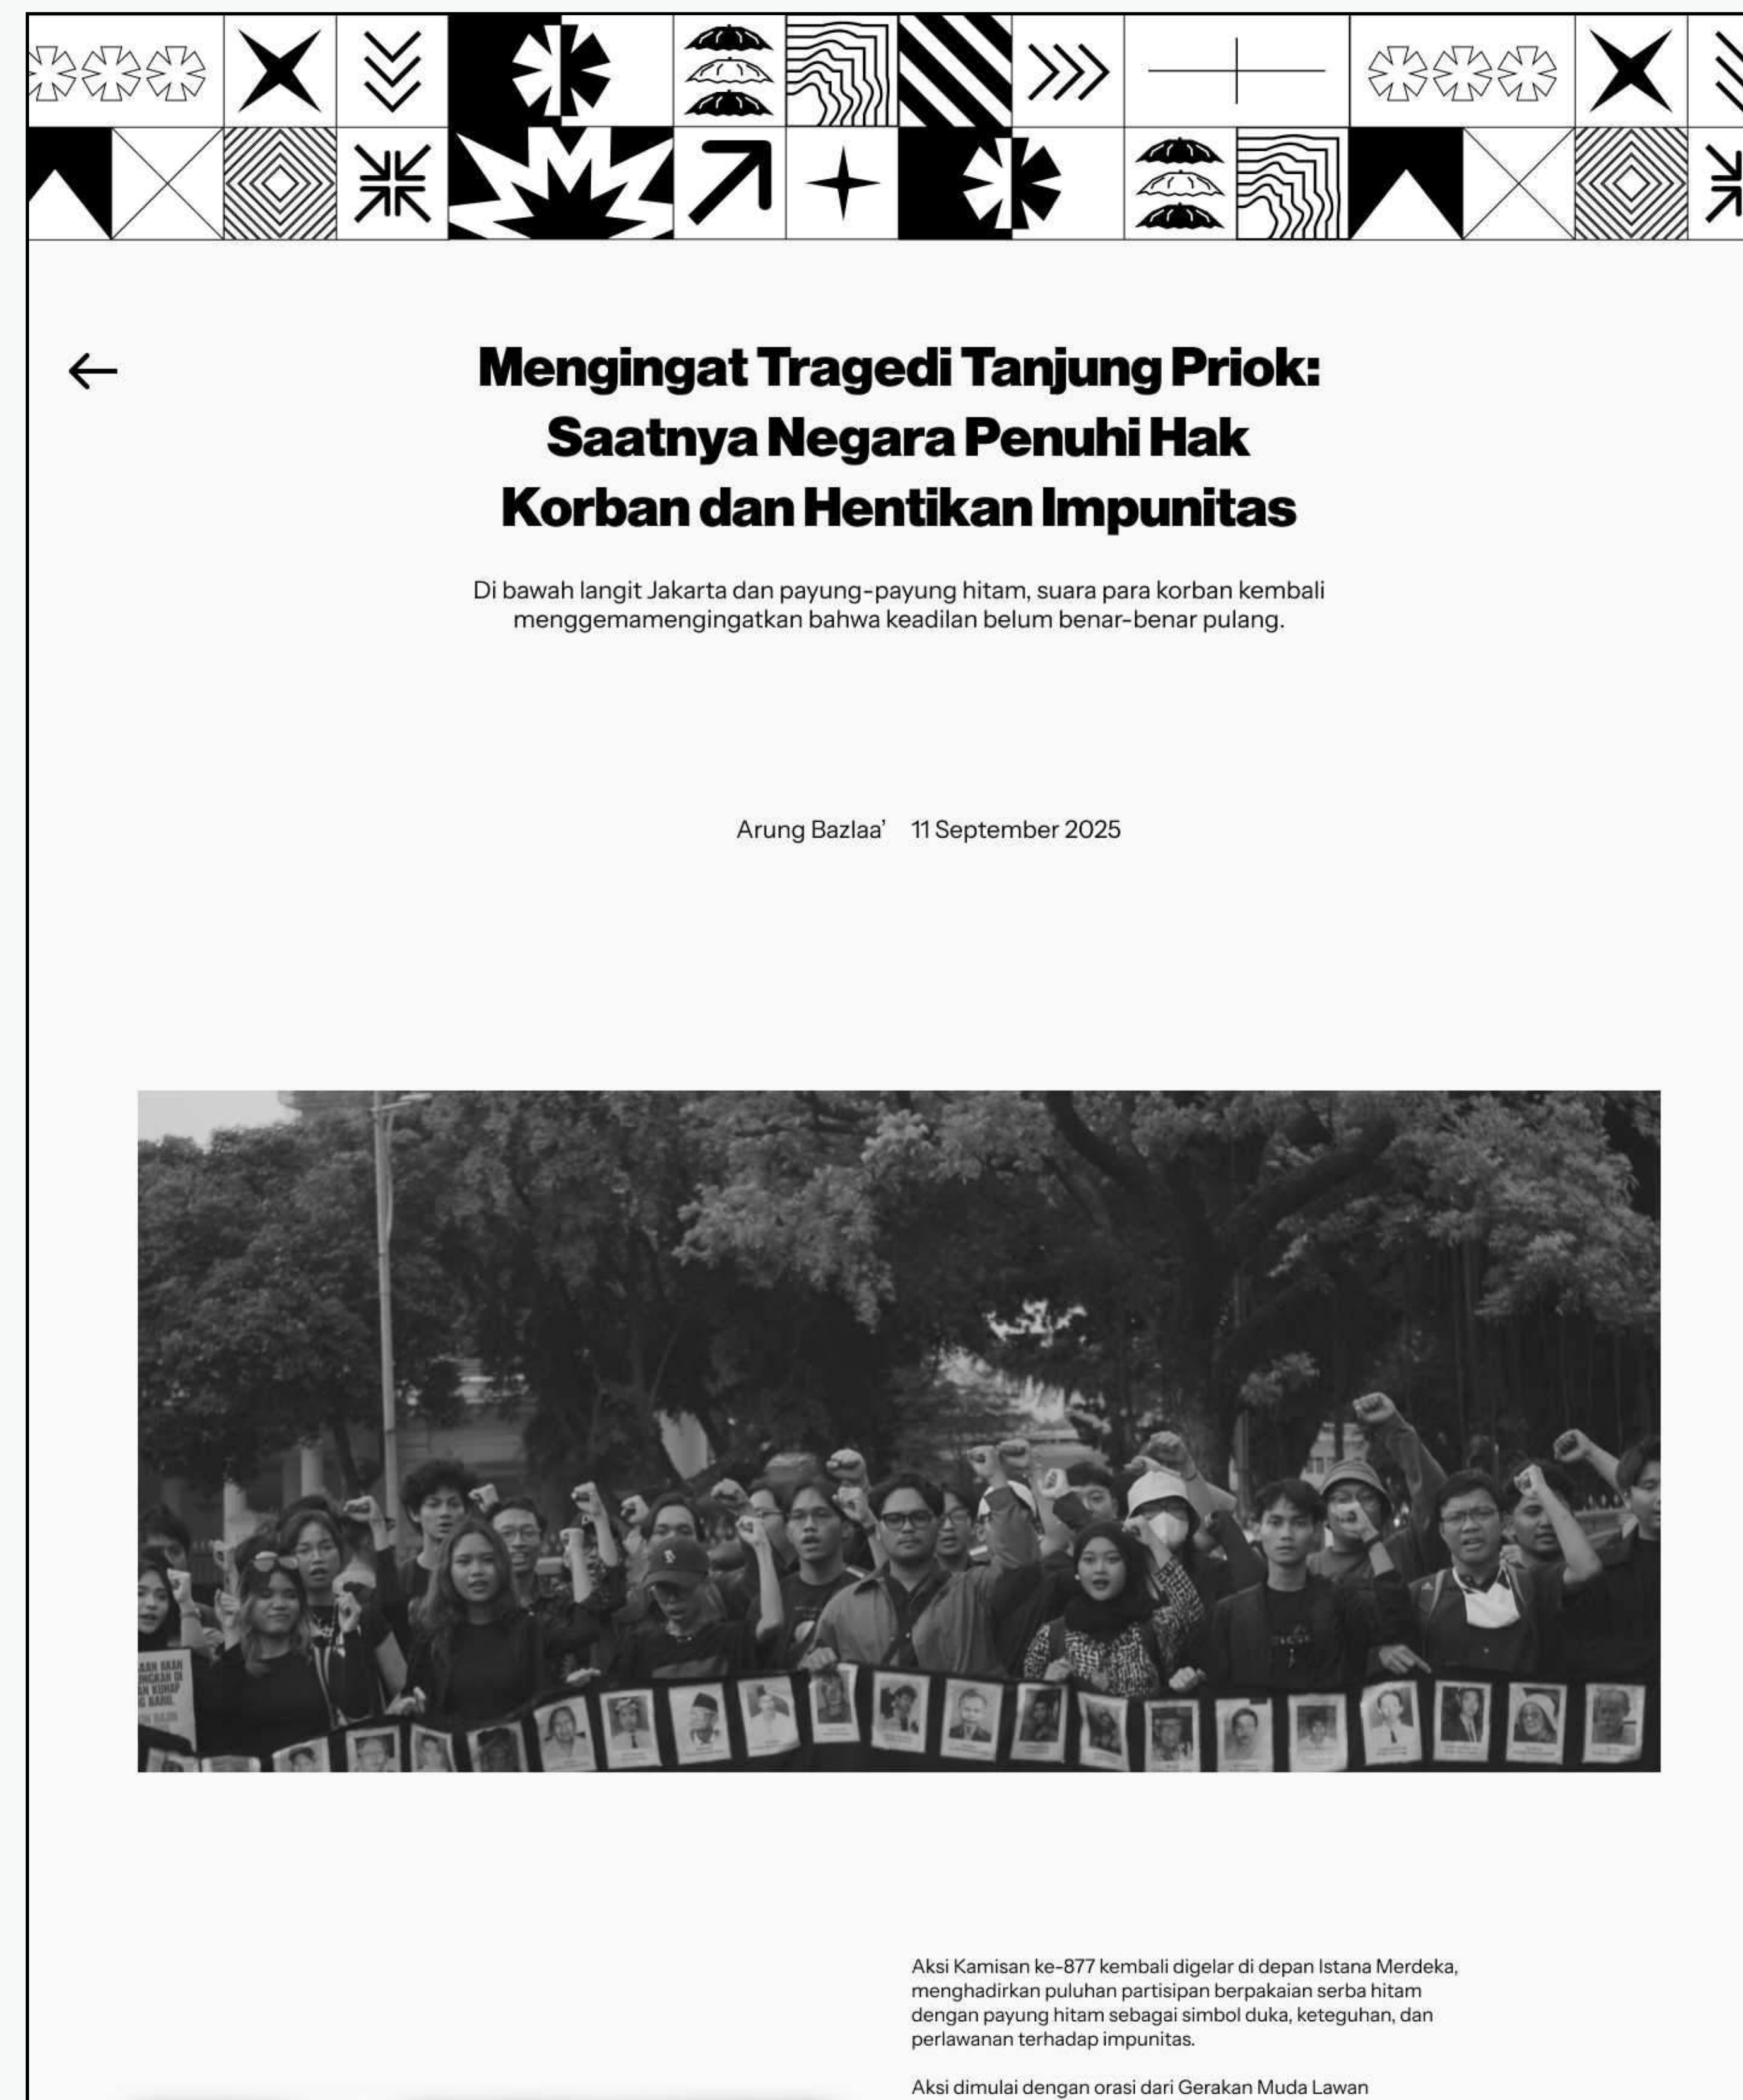 Mengingat Tragedi Tanjung Priok:
Saatnya Negara Penuhi Hak
Korban dan Hentikan Impunitas
Di bawah langit Jakarta dan payung-payung hitam, suara para korban kembali
menggemamengingatkan bahwa keadilan belum benar-benar pulang.
Arung Bazlaa’ 11 September 2025
Aksi Kamisan ke-877 kembali digelar di depan Istana Merdeka,
menghadirkan puluhan partisipan berpakaian serba hitam
dengan payung hitam sebagai simbol duka, keteguhan, dan
perlawanan terhadap impunitas.
Aksi dimulai dengan orasi dari Gerakan Muda Lawan